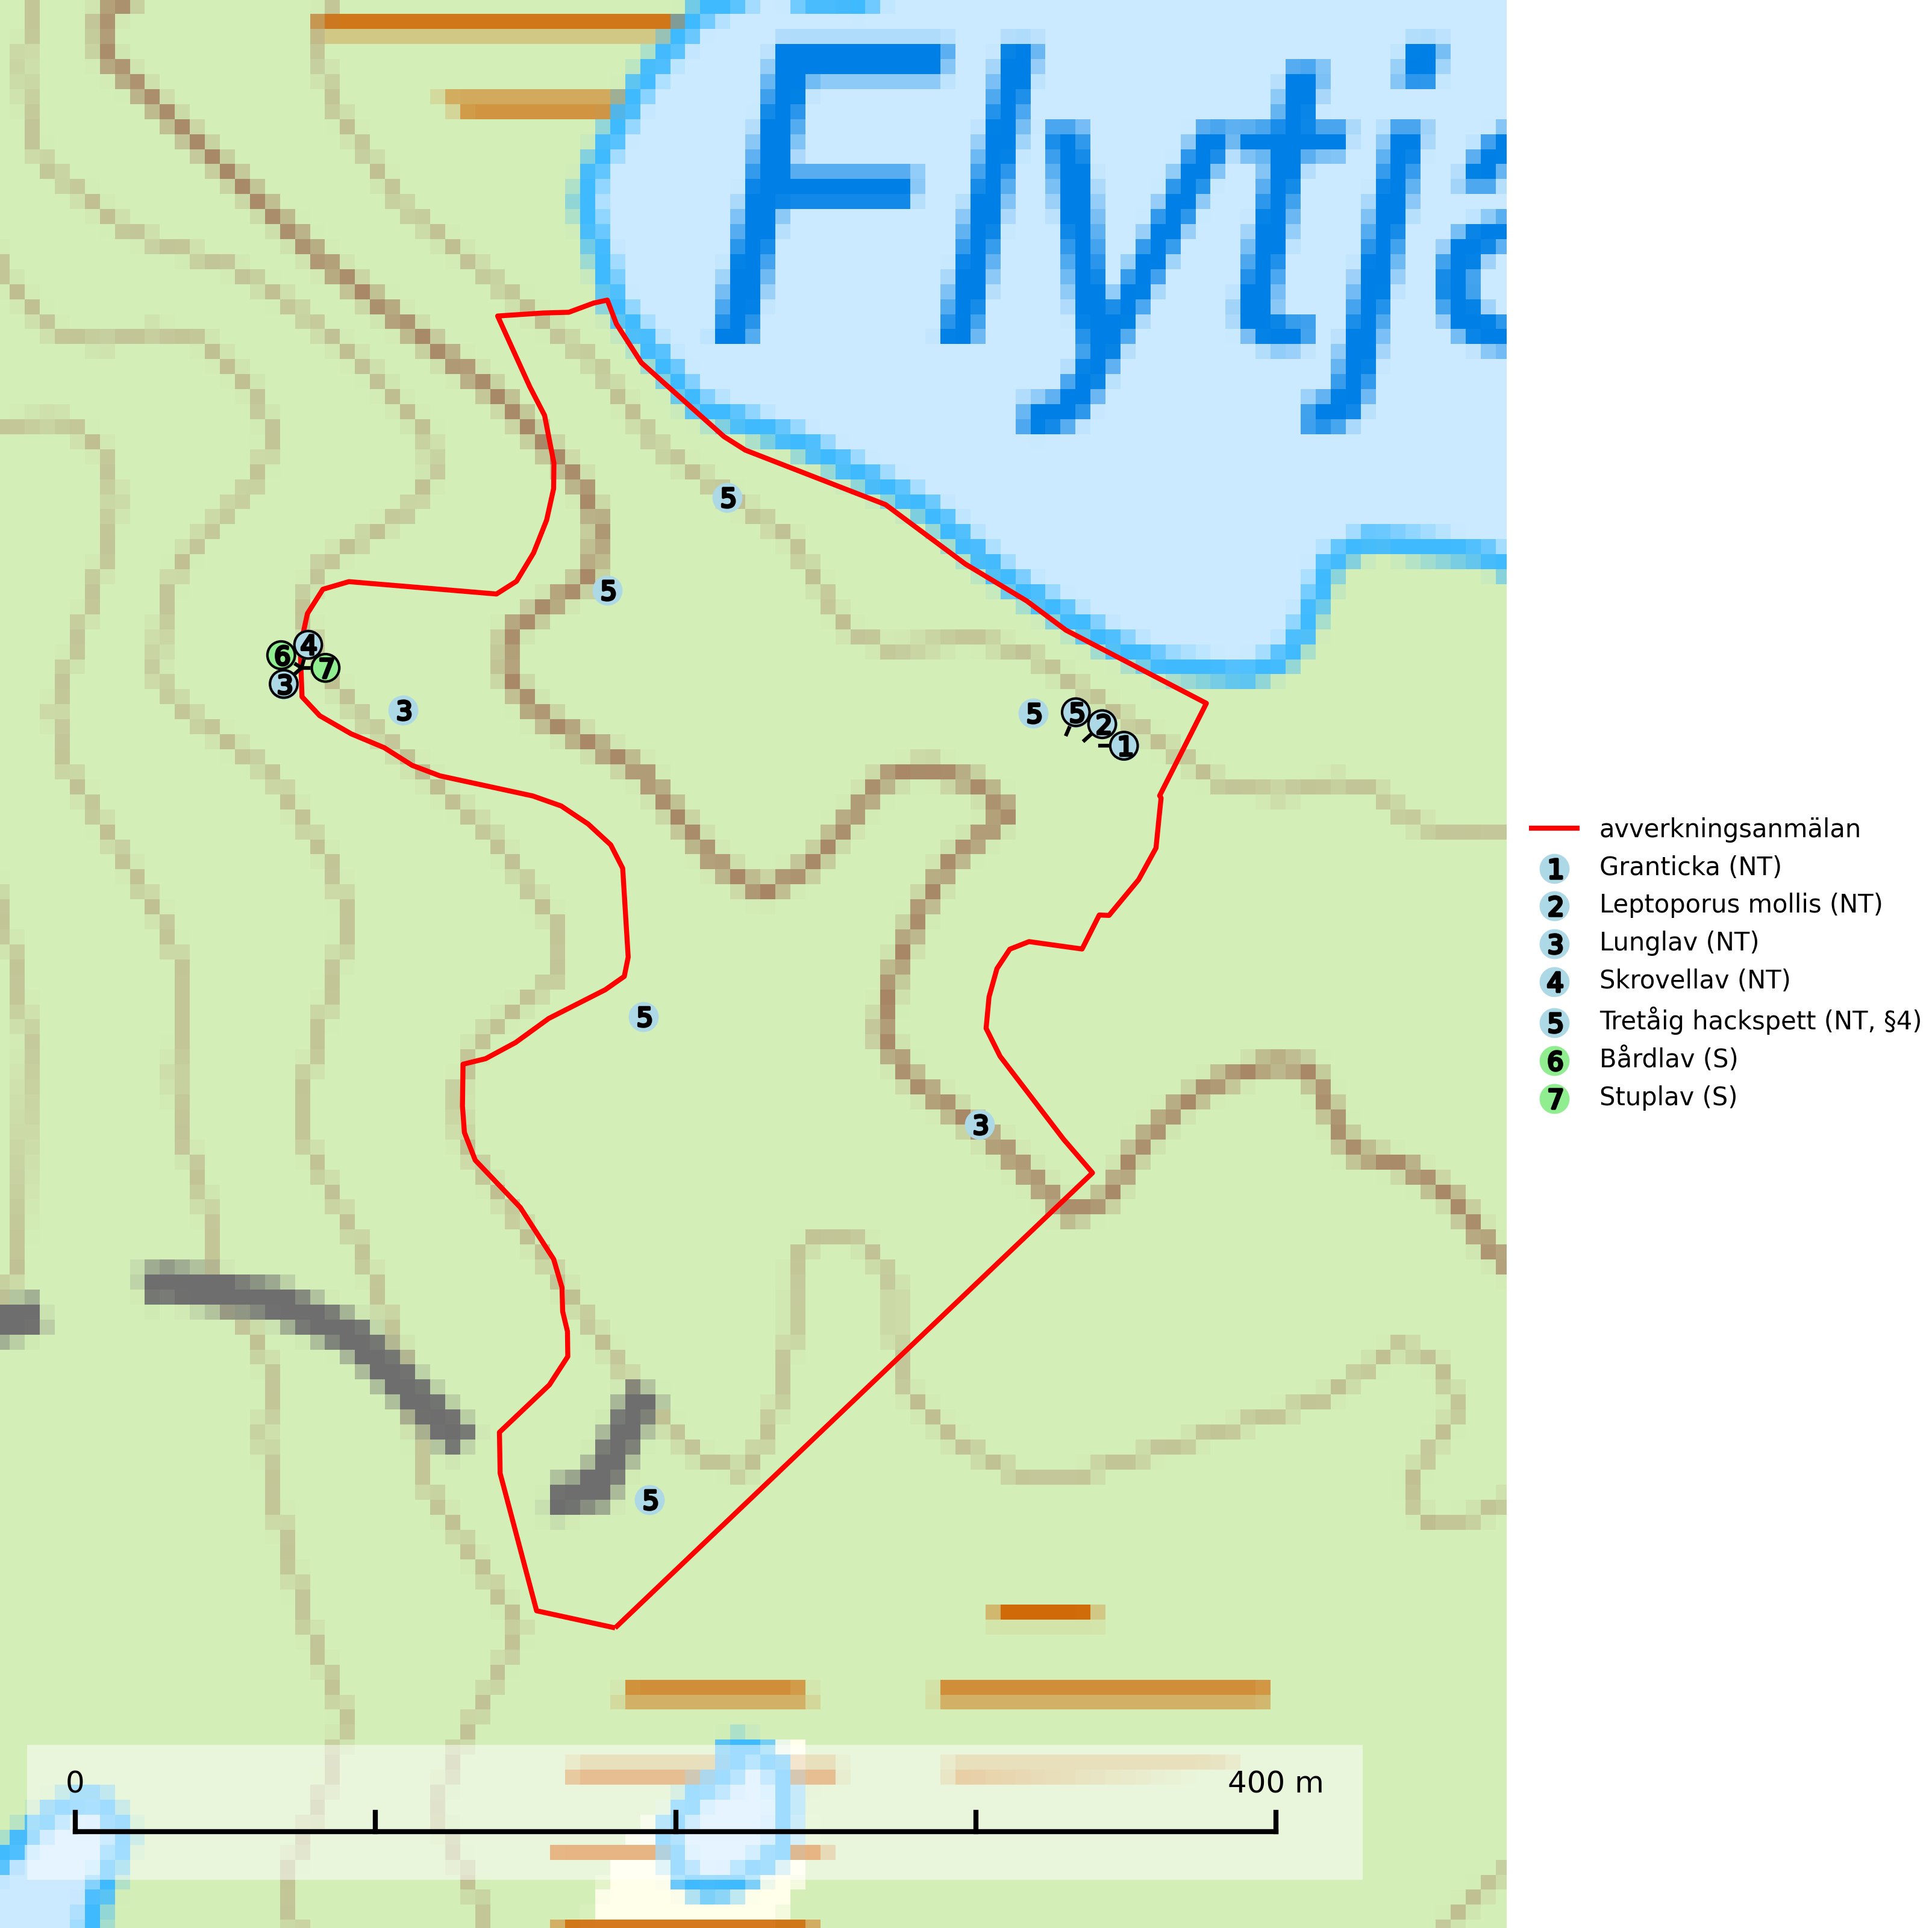 Flytj
5
5
4
6
7
3
3
5
5
2
1
5
3
5
avverkningsanmälan
1 Granticka (NT)
2 Leptoporus mollis (NT)
3 Lunglav (NT)
4 Skrovellav (NT)
5 Tretåig hackspett (NT, §4)
6 Bårdlav (S)
7 Stuplav (S)
0 400 m